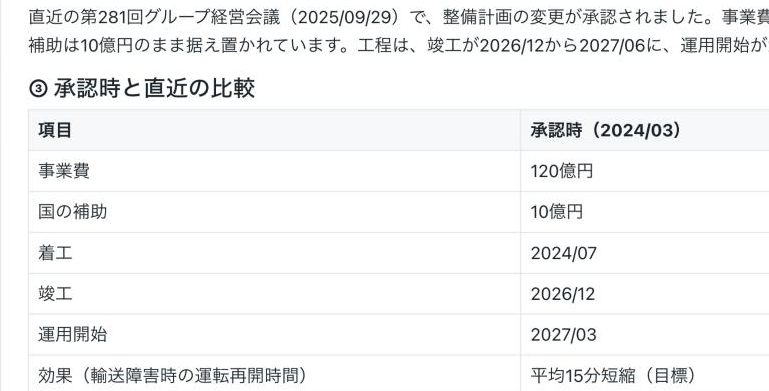 直近の第281回グループ経営会議（2025/09/29）で、整備計画の変更が承認されました。事業費
補助は10億円のまま据え置かれています。工程は、竣工が2026/12から2027/06に、運用開始が
③ 承認時と直近の比較
項目 承認時（2024/03）
事業費 120億円
国の補助 10億円
着工 2024/07
竣工 2026/12
運用開始 2027/03
効果（輸送障害時の運転再開時間） 平均15分短縮（目標）